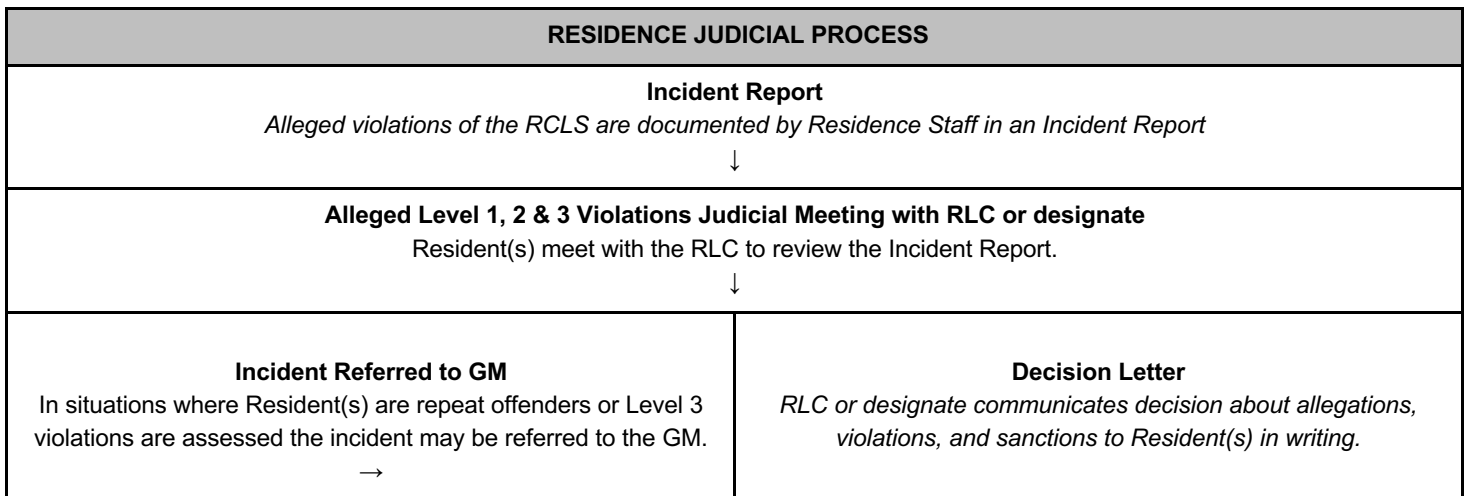 RESIDENCE JUDICIAL PROCESS
Incident Report
Alleged violations of the RCLS are documented by Residence Staff in an Incident Report
↓
Alleged Level 1, 2 & 3 Violations Judicial Meeting with RLC or designate
Resident(s) meet with the RLC to review the Incident Report.
↓
Incident Referred to GM
In situations where Resident(s) are repeat offenders or Level 3
violations are assessed the incident may be referred to the GM.
→
Decision Letter
RLC or designate communicates decision about allegations,
violations, and sanctions to Resident(s) in writing.